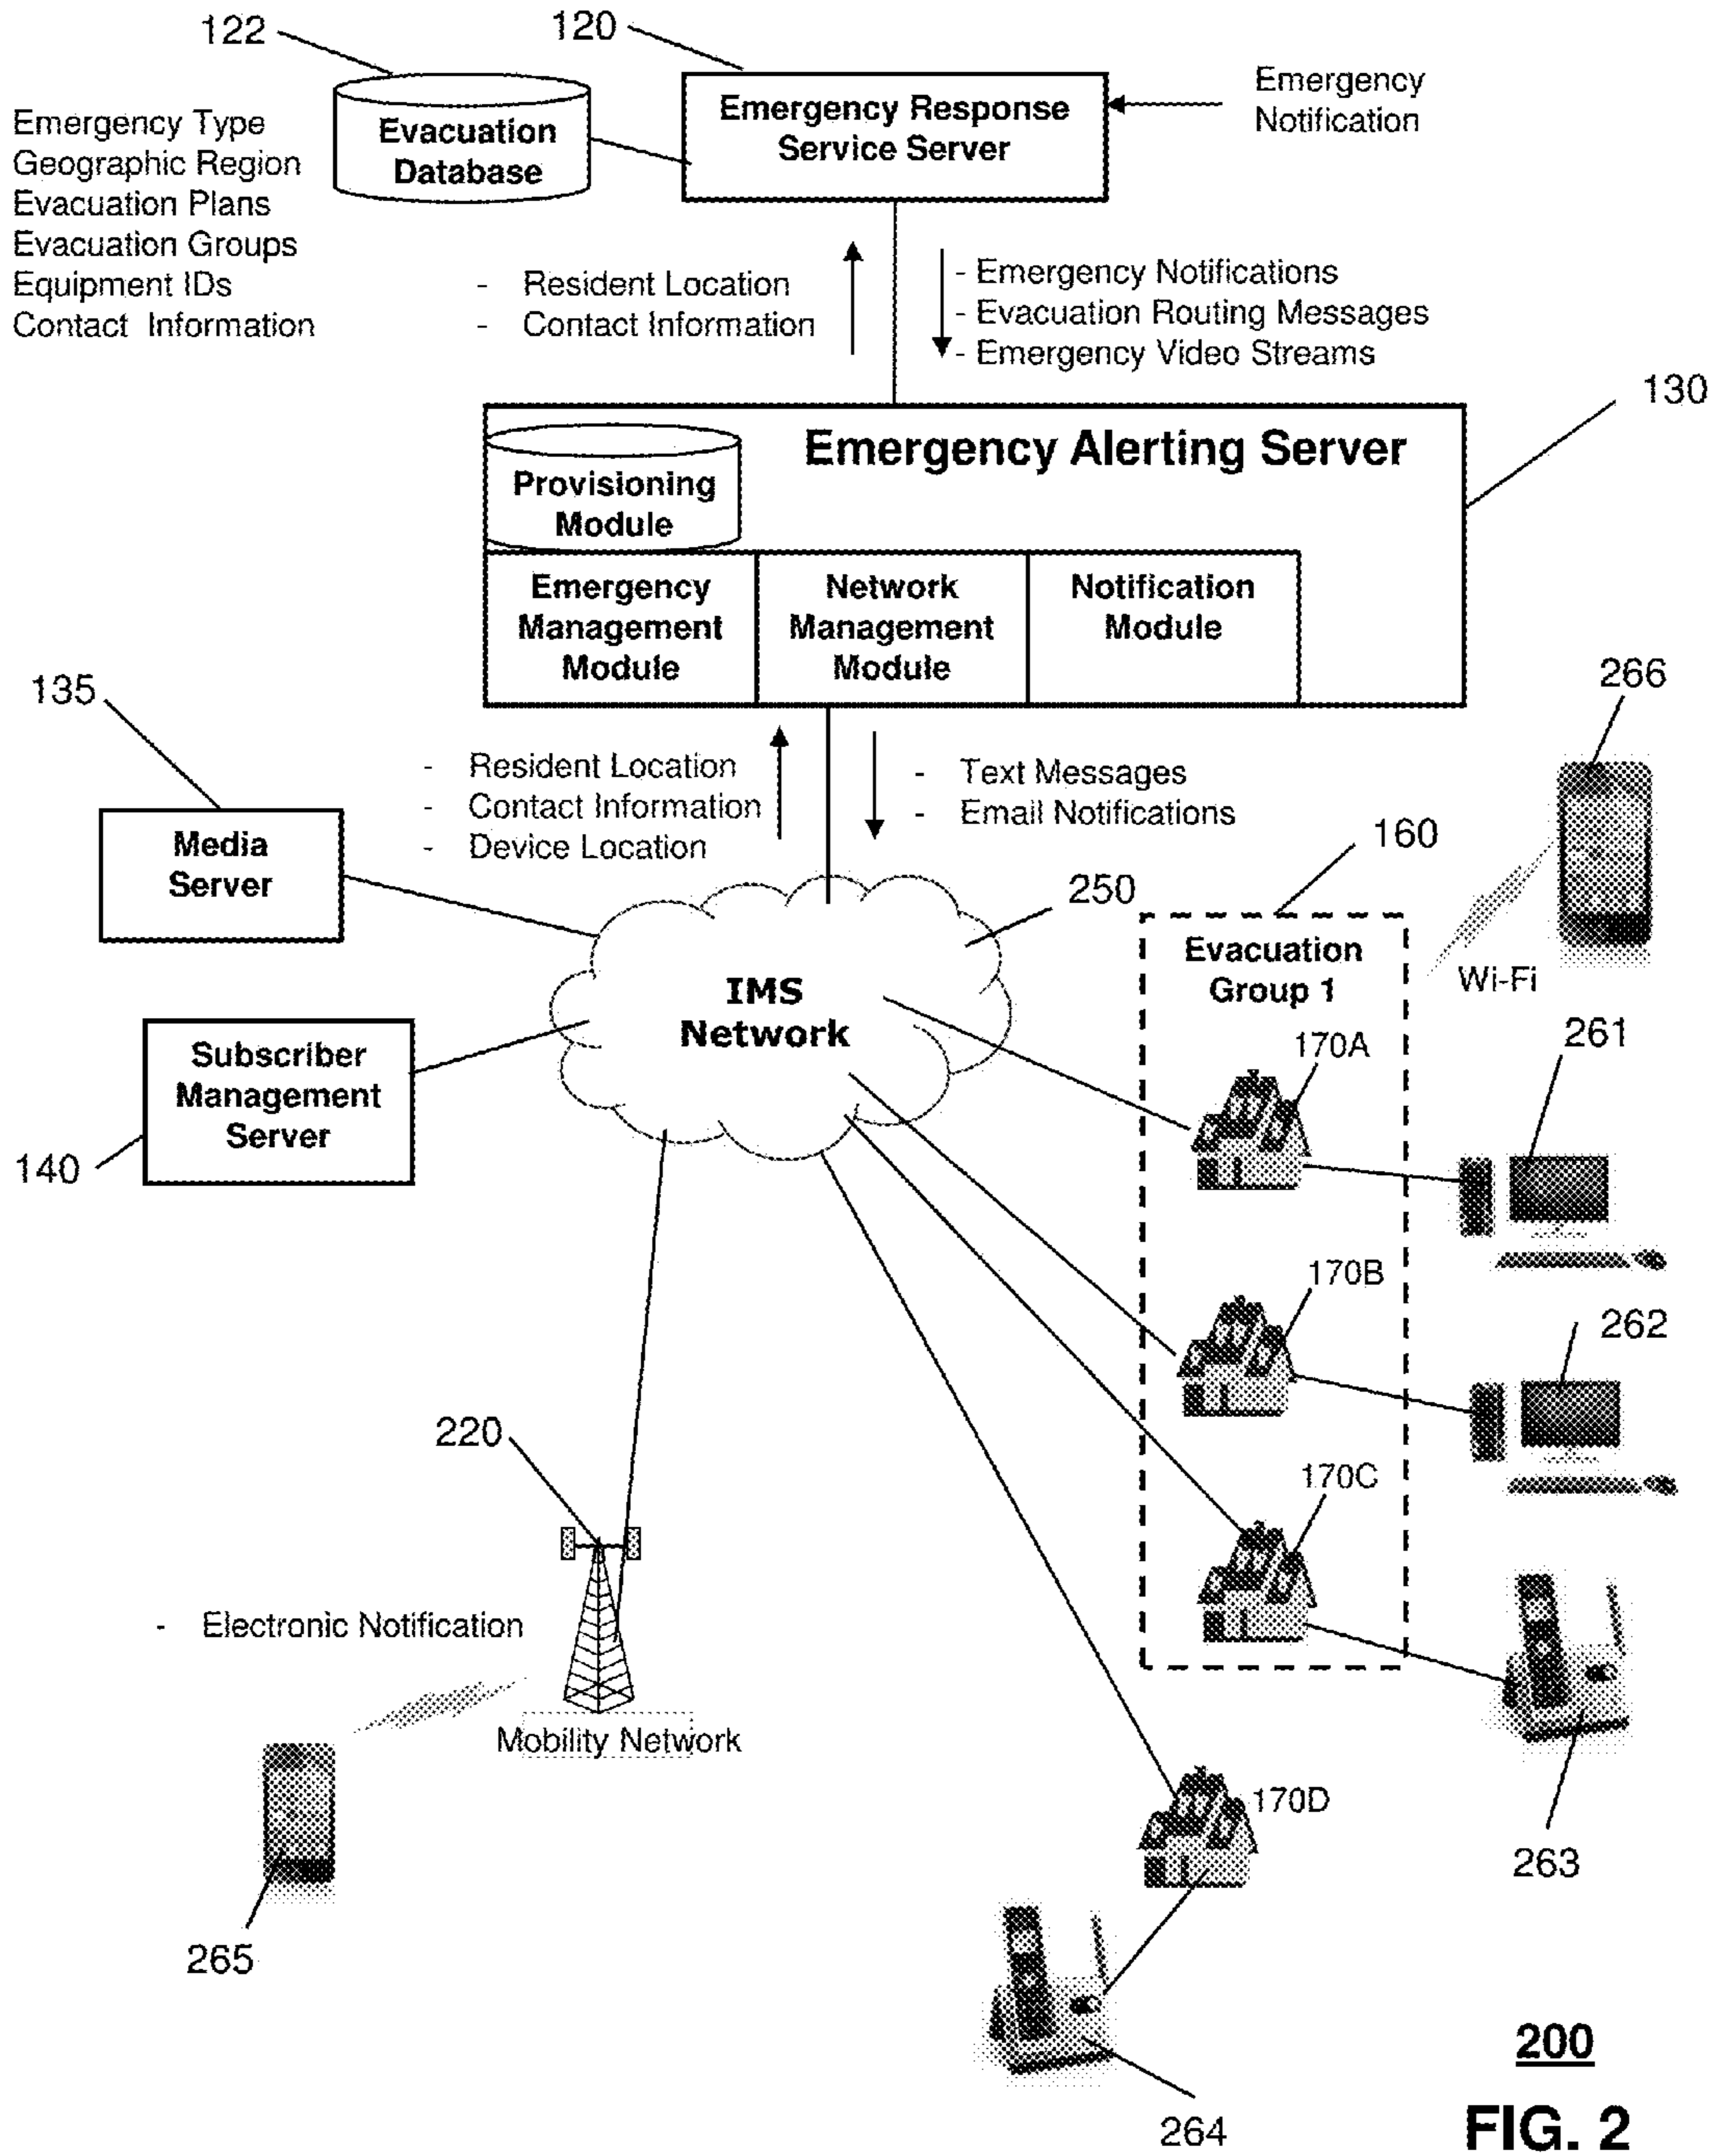 122
120
Emergency Type
Geographic Region
Evacuation Plans
Evacuation Groups
Equipment IDs
Contact Information
Evacuation
Database
Emergency Response
Service Server
Emergency
Notification
- Resident Location
- Contact Information
- Emergency Notifications
- Evacuation Routing Messages
- Emergency Video Streams
130
Emergency Alerting Server
Provisioning
Module
Emergency
Management
Module
Network
Management
Module
Notification
Module
135
Media
Server
- Resident Location
- Contact Information
- Device Location
- Text Messages
- Email Notifications
266
160
250
Wi-Fi
IMS
Network
Evacuation
Group 1
Subscriber
Management
Server
140
170A
261
170B
262
170C
263
220
- Electronic Notification
Mobility Network
265
170D
264
200
FIG. 2